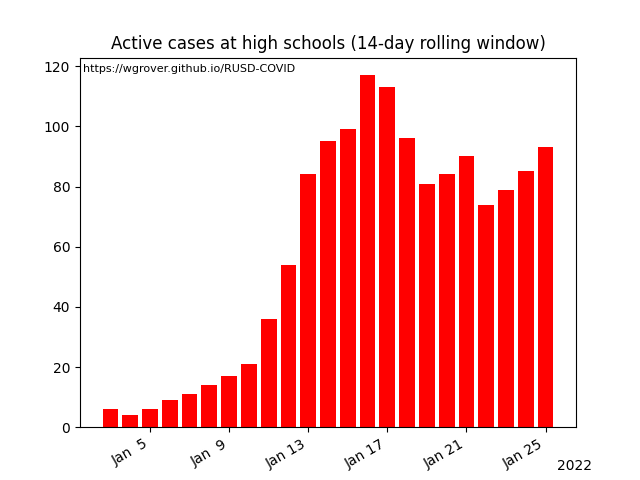 Active cases at high schools (14-day rolling window)
https://wgrover.github.io/RUSD-COVID
120
100
80
60
40
20
0
Jan 5
Jan 9
Jan 13
Jan 17
Jan 21
Jan 25
2022